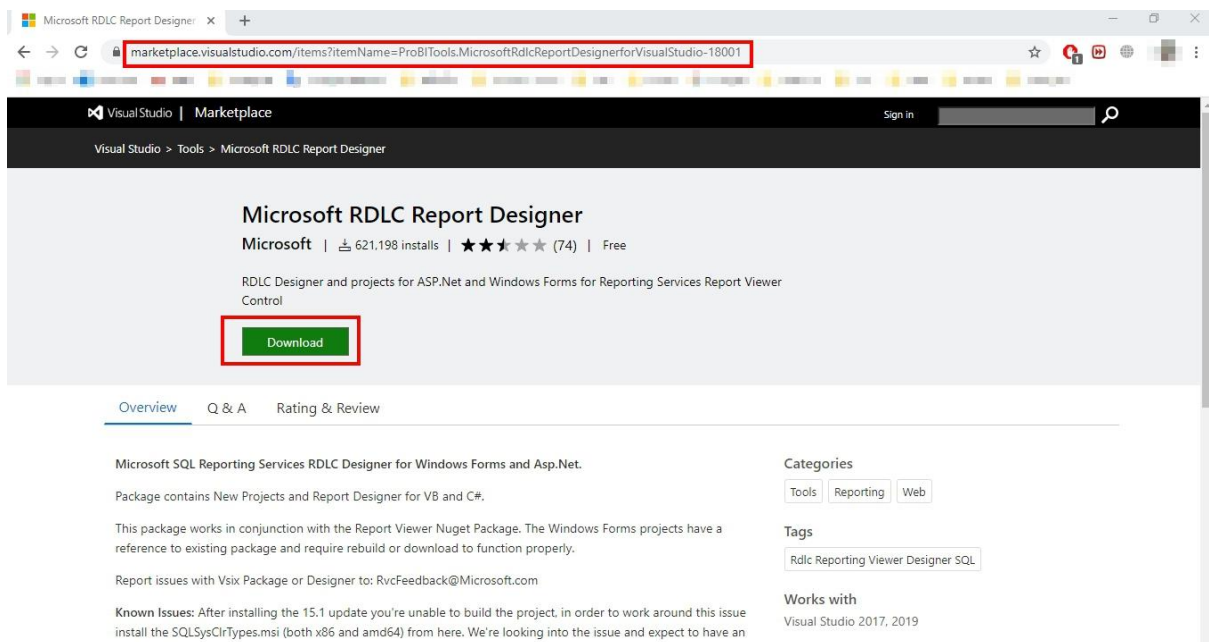 Microsoft RDLC Report Designer
marketplace.visualstudio.com/items?itemName=ProBITools.MicrosoftRdlcReportDesignerforVisualStudio-18001
1
Visual Studio | Marketplace
Sign in
Visual Studio > Tools > Microsoft RDLC Report Designer
Microsoft RDLC Report Designer
Microsoft | 621,198 installs | (74) | Free
RDLC Designer and projects for ASP.Net and Windows Forms for Reporting Services Report Viewer
Control
Download
Overview Q & A Rating & Review
Microsoft SQL Reporting Services RDLC Designer for Windows Forms and Asp.Net.
Package contains New Projects and Report Designer for VB and C#.
This package works in conjunction with the Report Viewer Nuget Package. The Windows Forms projects have a
reference to existing package and require rebuild or download to function properly.
Report issues with Vsix Package or Designer to: RvcFeedback@Microsoft.com
Known Issues: After installing the 15.1 update you're unable to build the project, in order to work around this issue
install the SQLSysClrTypes.msi (both x86 and amd64) from here. We're looking into the issue and expect to have an
Categories
Tools Reporting Web
Tags
Rdlc Reporting Viewer Designer SQL
Works with
Visual Studio 2017, 2019